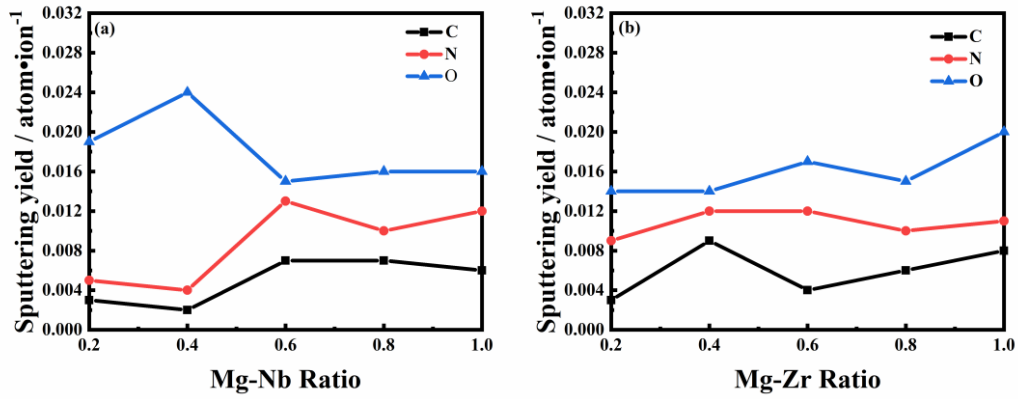 (a)
C
N
O
0.032
0.028
0.024
0.020
0.016
0.012
0.008
0.004
0.000
Sputtering yield / atom•ion⁻¹
0.2 0.4 0.6 0.8 1.0
Mg-Nb Ratio
(b)
C
N
O
0.032
0.028
0.024
0.020
0.016
0.012
0.008
0.004
0.000
Sputtering yield / atom•ion⁻¹
0.2 0.4 0.6 0.8 1.0
Mg-Zr Ratio